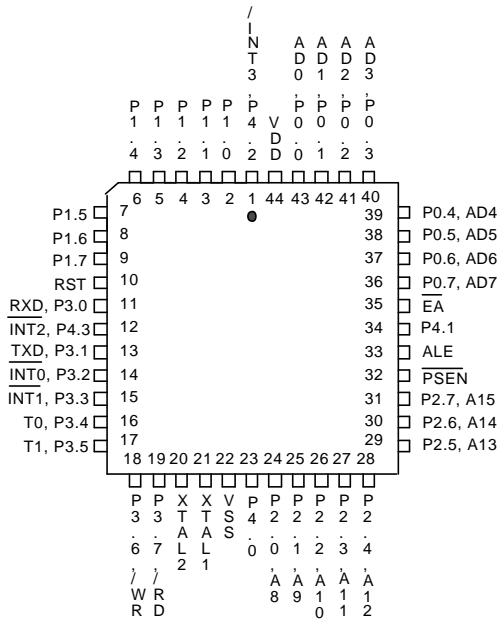 /INT3, P4.2
AD0, P0.0
AD1, P0.1
AD2, P0.2
AD3, P0.3
P1.4
P1.3
P1.2
P1.1
P1.0
VDD
6 5 4 3 2 1 44 43 42 41 40
P1.5 7
P1.6 8
P1.7 9
RST 10
RXD, P3.0 11
INT2, P4.3 12
TXD, P3.1 13
INT0, P3.2 14
INT1, P3.3 15
T0, P3.4 16
T1, P3.5 17
39 P0.4, AD4
38 P0.5, AD5
37 P0.6, AD6
36 P0.7, AD7
35 EA
34 P4.1
33 ALE
32 PSEN
31 P2.7, A15
30 P2.6, A14
29 P2.5, A13
18 19 20 21 22 23 24 25 26 27 28
P3.6, /WR
P3.7, /RD
XTAL2
XTAL1
VSS
P4.0
P2.0, A8
P2.1, A9
P2.2, A10
P2.3, A11
P2.4, A12